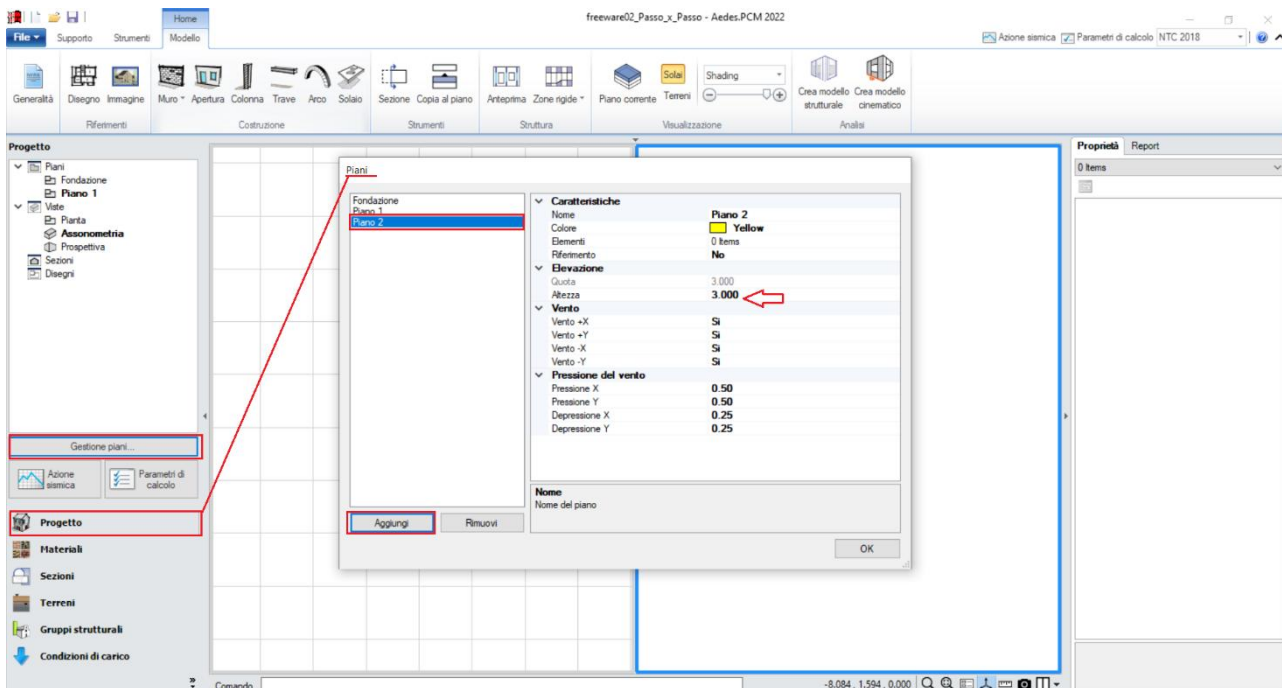 freeware02_Passo_x_Passo - Aedes.PCM 2022
Home
File Supporto Strumenti Modello
Azione sismica Parametri di calcolo NTC 2018
Generalità Disegno Immagine Muro Apertura Colonna Trave Arco Solaio Sezione Copia al piano Anteprima Zone rigide Piano corrente Solai Terreni Shading Crea modello strutturale Crea modello cinematico
Riferimenti Costruzione Strumenti Struttura Visualizzazione Analisi
Progetto
Piani
Fondazione
Piano 1
Viste
Pianta
Assonometria
Prospettiva
Sezioni
Disegni
Gestione piani...
Azione sismica
Parametri di calcolo
Progetto
Materiali
Sezioni
Terreni
Gruppi strutturali
Condizioni di carico
Piani
Fondazione
Piano 1
Piano 2
Aggiungi Rimuovi
Caratteristiche
Nome Piano 2
Colore Yellow
Elementi 0 Items
Riferimento No
Elevazione
Quota 3.000
Altezza 3.000
Vento
Vento +X Sì
Vento +Y Sì
Vento -X Sì
Vento -Y Sì
Pressione del vento
Pressione X 0.50
Pressione Y 0.50
Depressione X 0.25
Depressione Y 0.25
Nome
Nome del piano
OK
Proprietà Report
0 Items
Comando
-8.084 , 1.594 , 0.000